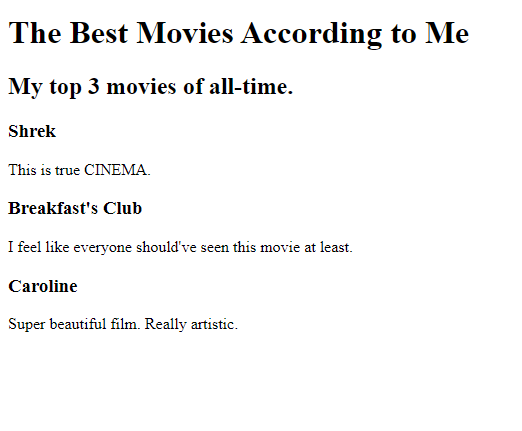 The Best Movies According to Me
My top 3 movies of all-time.
Shrek
This is true CINEMA.
Breakfast's Club
I feel like everyone should've seen this movie at least.
Caroline
Super beautiful film. Really artistic.